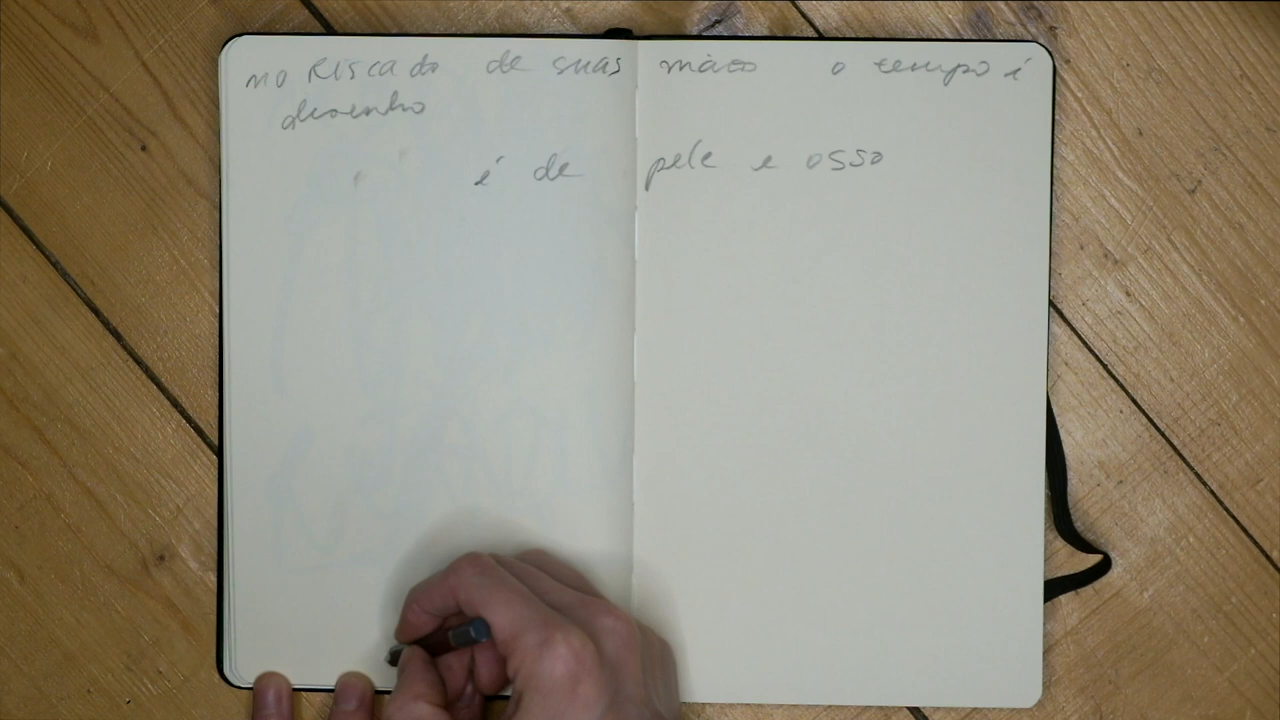 no Riscado de suas mãos o tempo é
desenho
é de pele e osso